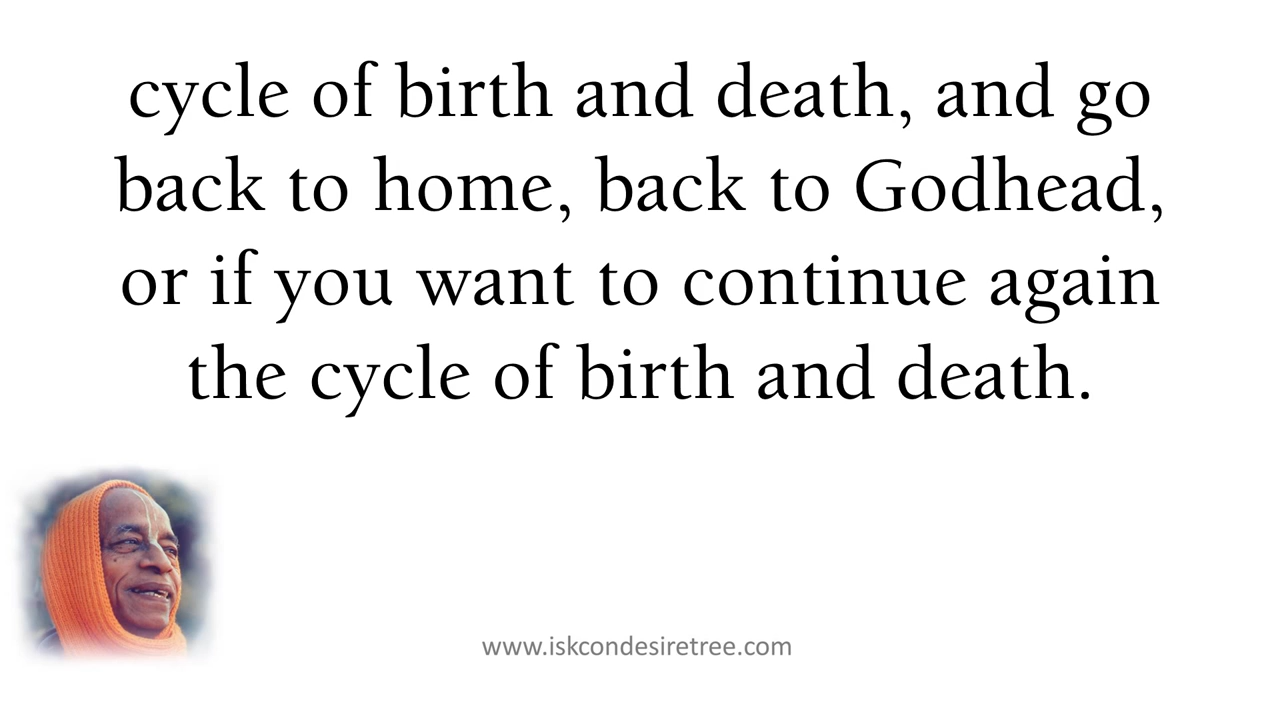 cycle of birth and death, and go
back to home, back to Godhead,
or if you want to continue again
the cycle of birth and death.
www.iskcondesiretree.com